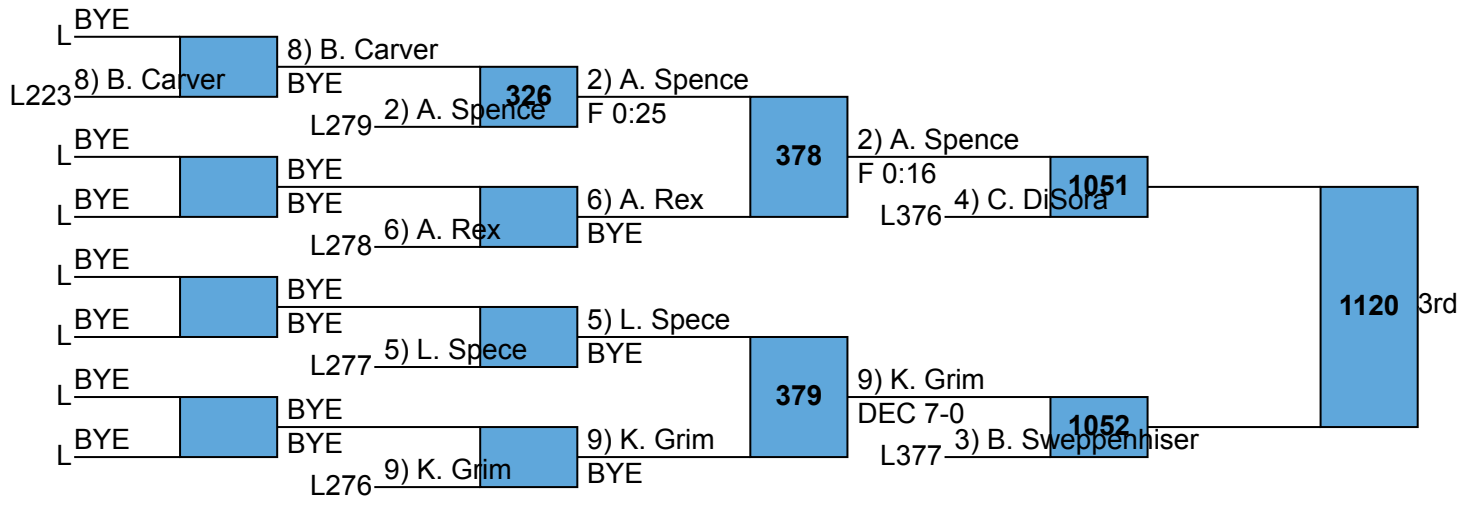 L BYE
L223 8) B. Carver
8) B. Carver
BYE
L279 2) A. Spence
326
2) A. Spence
F 0:25
L BYE
L BYE
BYE
BYE
L278 6) A. Rex
6) A. Rex
BYE
378
2) A. Spence
F 0:16
L376 4) C. DiSora
1051
L BYE
L BYE
BYE
BYE
L277 5) L. Spece
5) L. Spece
BYE
L BYE
L BYE
BYE
BYE
L276 9) K. Grim
9) K. Grim
BYE
379
9) K. Grim
DEC 7-0
L377 3) B. Sweppenhiser
1052
1120
3rd